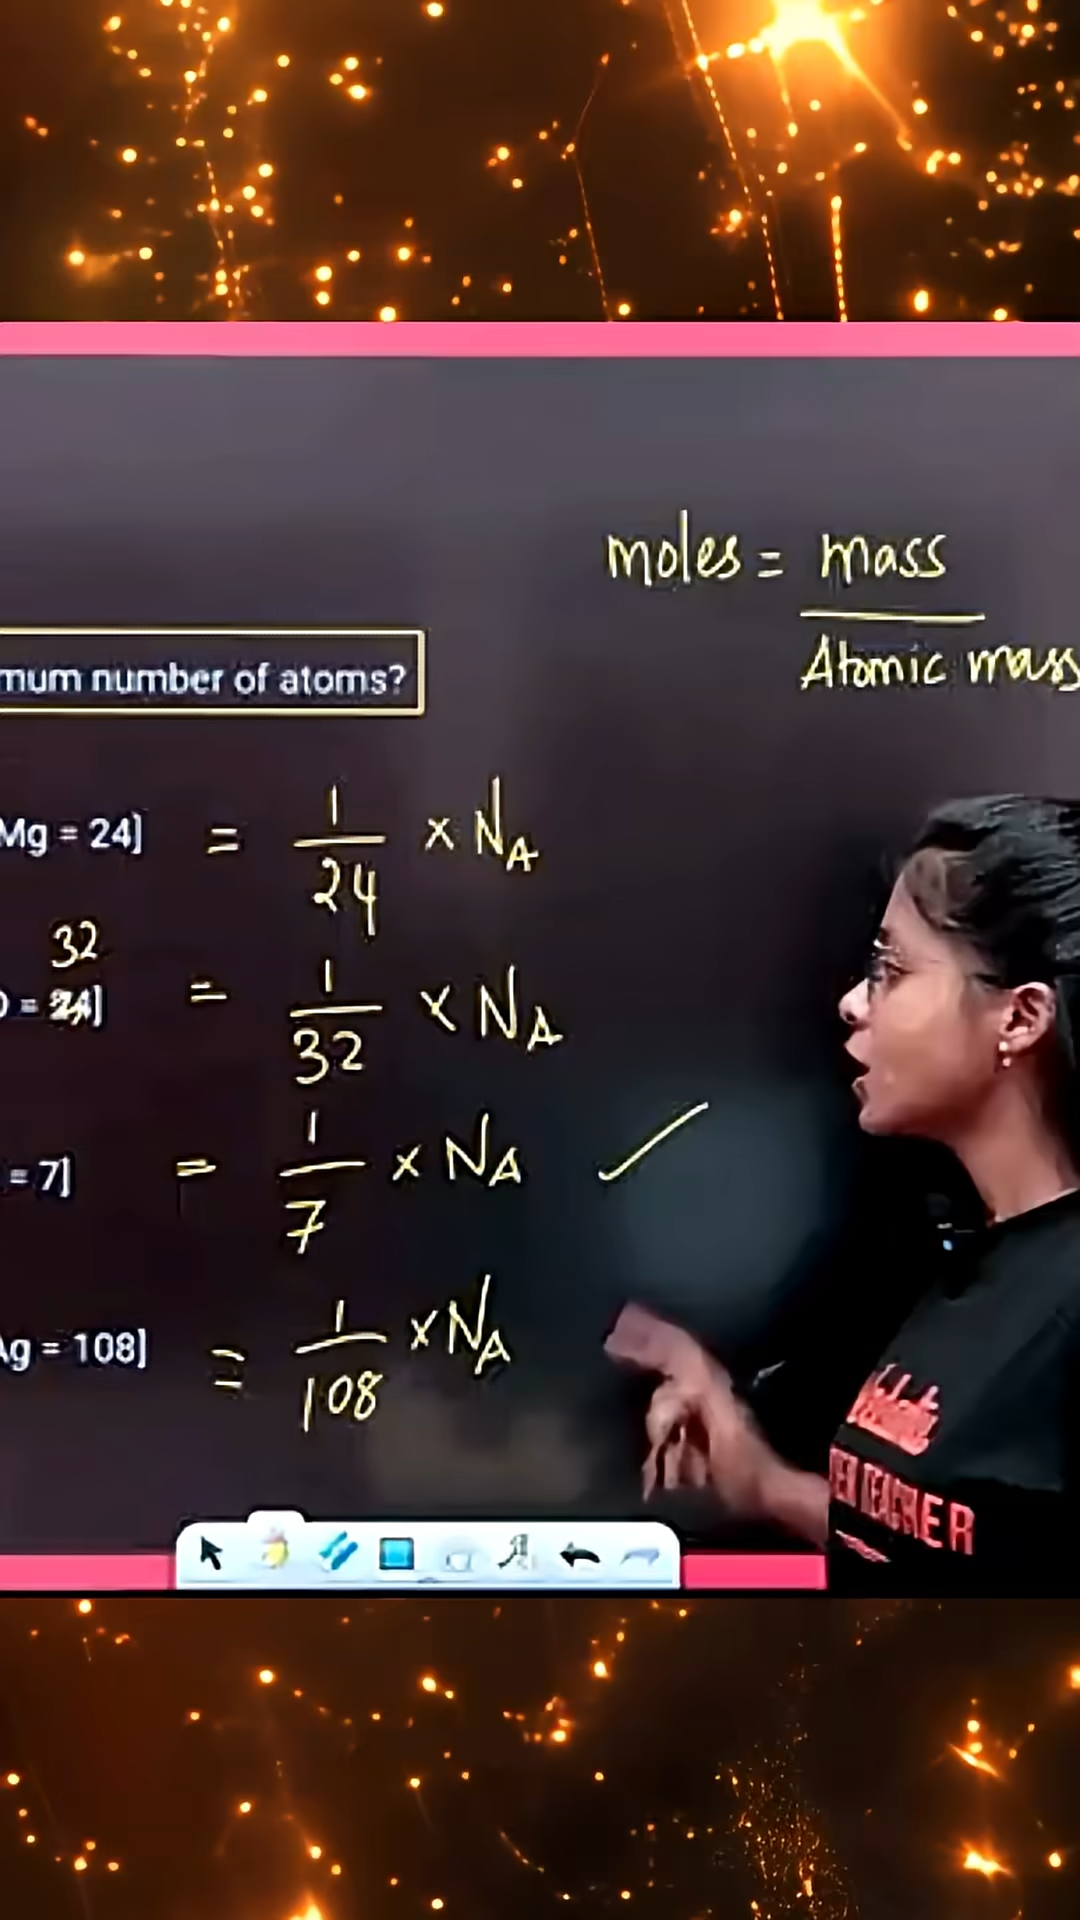 moles = mass
Atomic mass
mum number of atoms?
Mg = 24] = 1/24 × NA
32
= 24] = 1/32 × NA
= 7] = 1/7 × NA ✓
Ag = 108] = 1/108 × NA